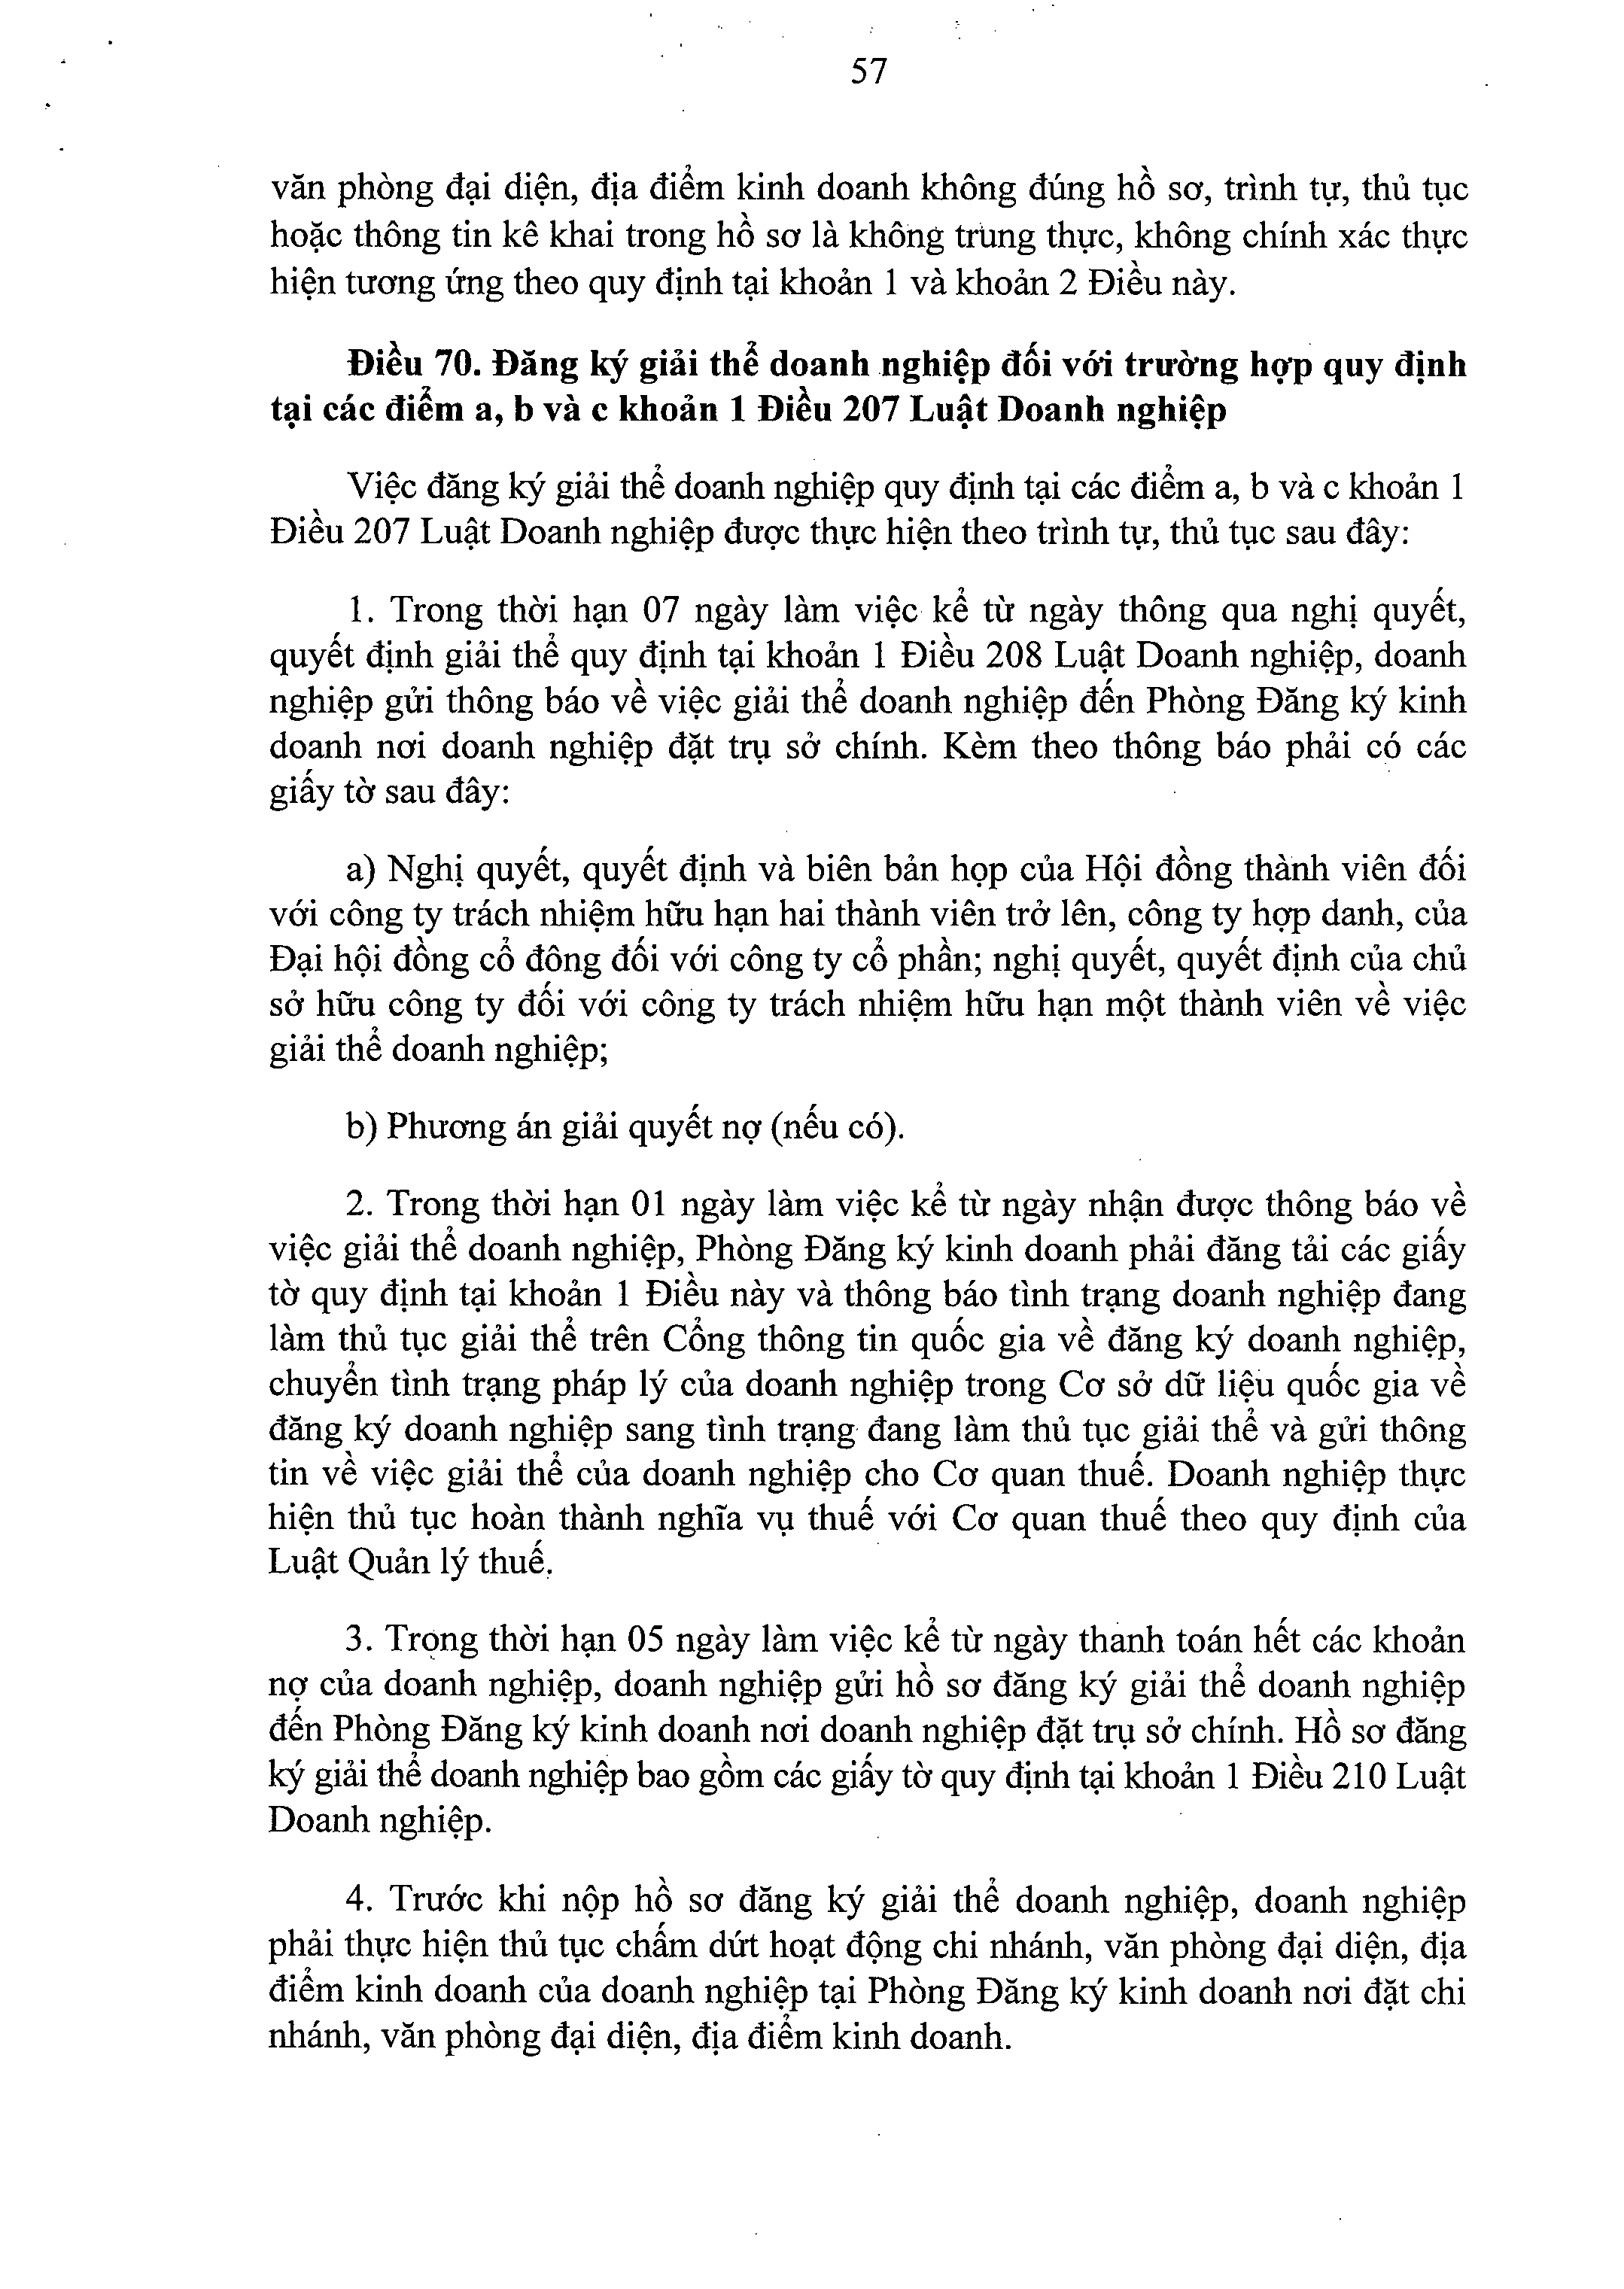 57
văn phòng đại diện, địa điểm kinh doanh không đúng hồ sơ, trình tự, thủ tục
hoặc thông tin kê khai trong hồ sơ là không trung thực, không chính xác thực
hiện tương ứng theo quy định tại khoản 1 và khoản 2 Điều này.
Điều 70. Đăng ký giải thể doanh nghiệp đối với trường hợp quy định
tại các điểm a, b và c khoản 1 Điều 207 Luật Doanh nghiệp
Việc đăng ký giải thể doanh nghiệp quy định tại các điểm a, b và c khoản 1
Điều 207 Luật Doanh nghiệp được thực hiện theo trình tự, thủ tục sau đây:
1. Trong thời hạn 07 ngày làm việc kể từ ngày thông qua nghị quyết,
quyết định giải thể quy định tại khoản 1 Điều 208 Luật Doanh nghiệp, doanh
nghiệp gửi thông báo về việc giải thể doanh nghiệp đến Phòng Đăng ký kinh
doanh nơi doanh nghiệp đặt trụ sở chính. Kèm theo thông báo phải có các
giấy tờ sau đây:
a) Nghị quyết, quyết định và biên bản họp của Hội đồng thành viên đối
với công ty trách nhiệm hữu hạn hai thành viên trở lên, công ty hợp danh, của
Đại hội đồng cổ đông đối với công ty cổ phần; nghị quyết, quyết định của chủ
sở hữu công ty đối với công ty trách nhiệm hữu hạn một thành viên về việc
giải thể doanh nghiệp;
b) Phương án giải quyết nợ (nếu có).
2. Trong thời hạn 01 ngày làm việc kể từ ngày nhận được thông báo về
việc giải thể doanh nghiệp, Phòng Đăng ký kinh doanh phải đăng tải các giấy
tờ quy định tại khoản 1 Điều này và thông báo tình trạng doanh nghiệp đang
làm thủ tục giải thể trên Cổng thông tin quốc gia về đăng ký doanh nghiệp,
chuyển tình trạng pháp lý của doanh nghiệp trong Cơ sở dữ liệu quốc gia về
đăng ký doanh nghiệp sang tình trạng đang làm thủ tục giải thể và gửi thông
tin về việc giải thể của doanh nghiệp cho Cơ quan thuế. Doanh nghiệp thực
hiện thủ tục hoàn thành nghĩa vụ thuế với Cơ quan thuế theo quy định của
Luật Quản lý thuế.
3. Trong thời hạn 05 ngày làm việc kể từ ngày thanh toán hết các khoản
nợ của doanh nghiệp, doanh nghiệp gửi hồ sơ đăng ký giải thể doanh nghiệp
đến Phòng Đăng ký kinh doanh nơi doanh nghiệp đặt trụ sở chính. Hồ sơ đăng
ký giải thể doanh nghiệp bao gồm các giấy tờ quy định tại khoản 1 Điều 210 Luật
Doanh nghiệp.
4. Trước khi nộp hồ sơ đăng ký giải thể doanh nghiệp, doanh nghiệp
phải thực hiện thủ tục chấm dứt hoạt động chi nhánh, văn phòng đại diện, địa
điểm kinh doanh của doanh nghiệp tại Phòng Đăng ký kinh doanh nơi đặt chi
nhánh, văn phòng đại diện, địa điểm kinh doanh.